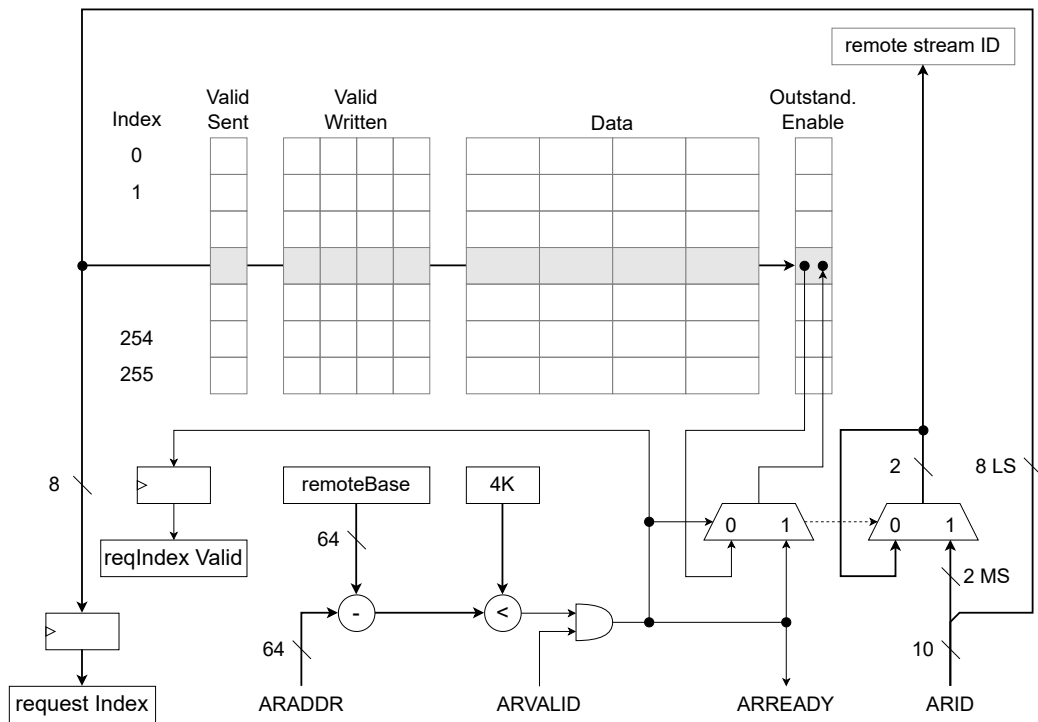 remote stream ID
Valid
Sent
Valid
Written
Outstand.
Enable
Index
Data
0
1
254
255
8
remoteBase
4K
2
8 LS
0
1
0
1
64
reqIndex Valid
2 MS
-
<
64
10
request Index
ARADDR
ARVALID
ARREADY
ARID